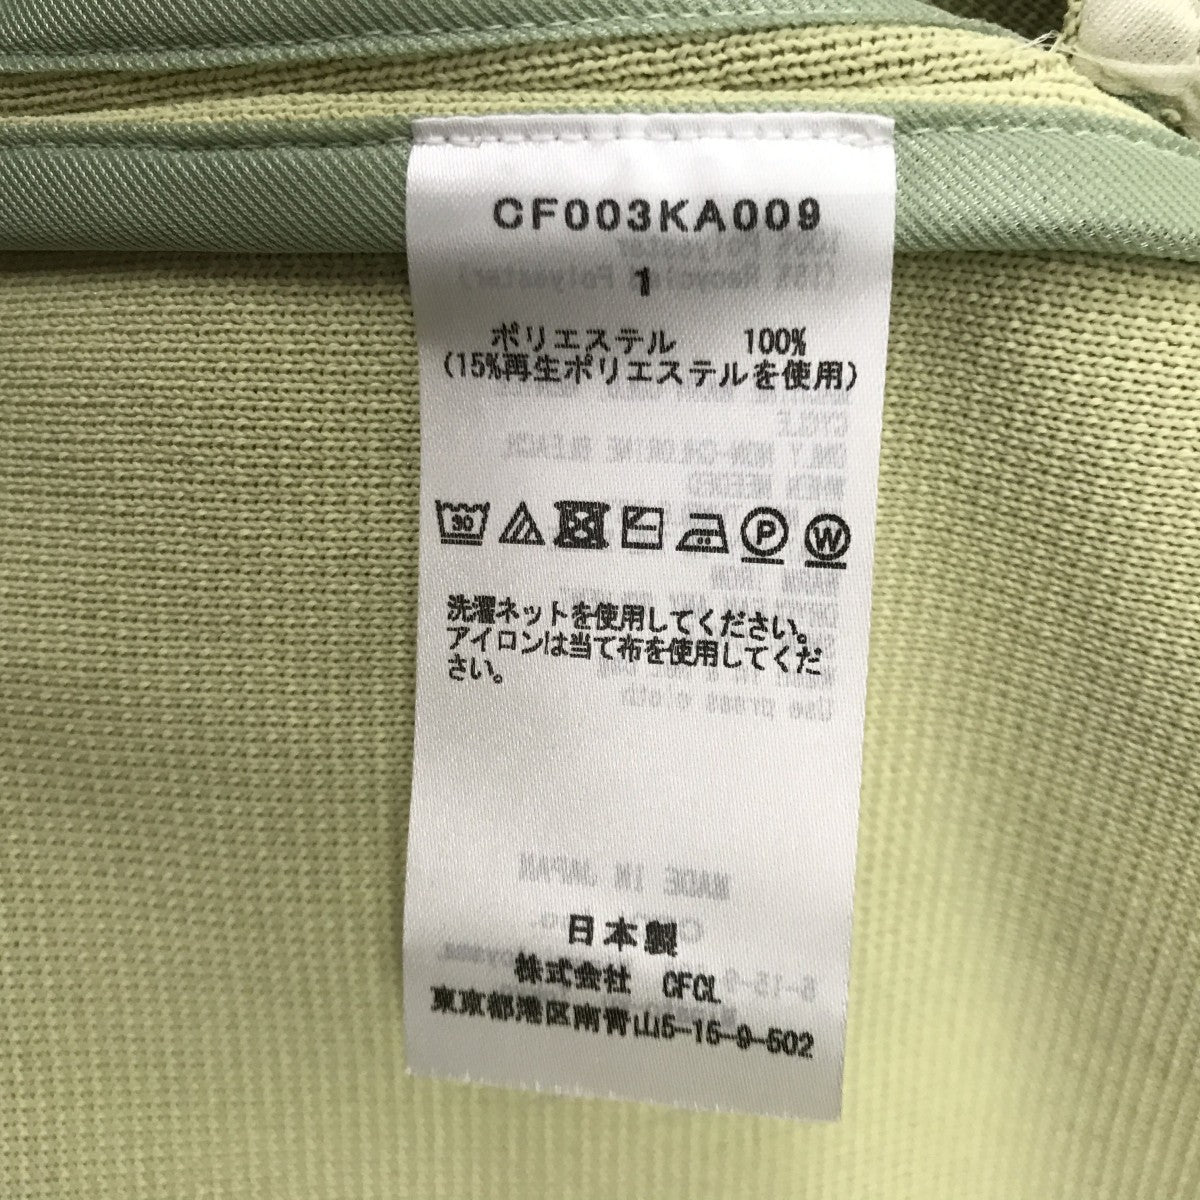 CF003KA009
1
ポリエステル 100%
(15%再生ポリエステルを使用)
30 P W
洗濯ネットを使用してください。
アイロンは当て布を使用してくだ
さい。
日本製
株式会社 CFCL
東京都港区南青山5-15-9-502